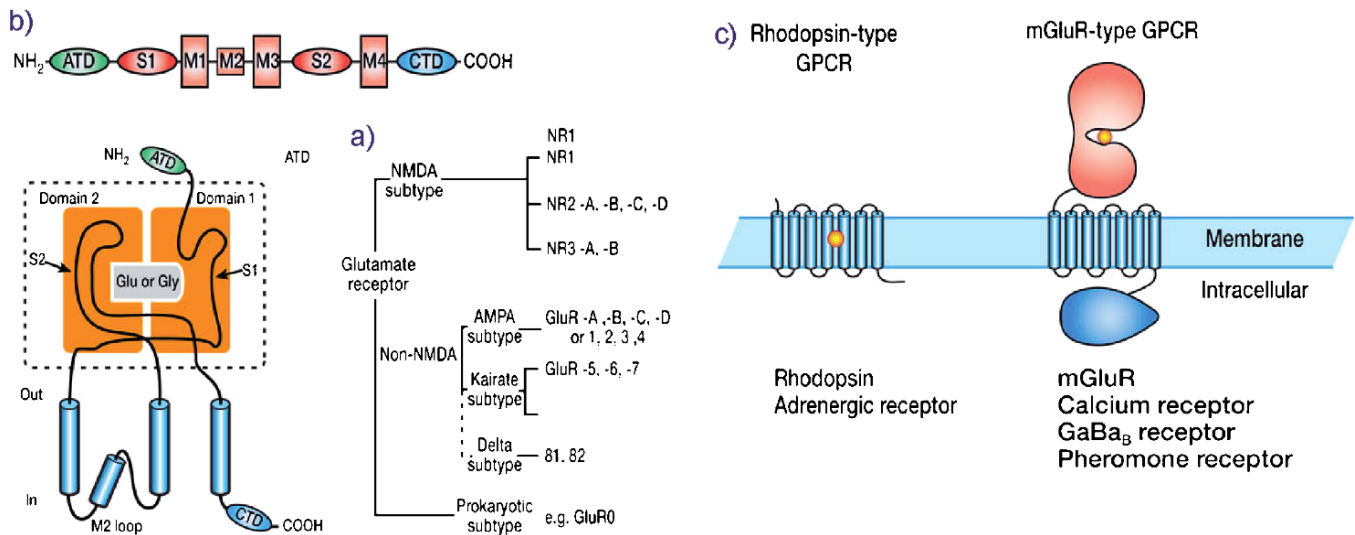 b)
NH2 ATD S1 M1 M2 M3 S2 M4 CTD COOH
NH2 ATD
ATD
Domain 2 Domain 1
S2
S1
Glu or Gly
Out
In
M2 loop
CTD COOH
a)
NR1
NMDA
subtype
NR1
NR2 -A, -B, -C, -D
NR3 -A, -B
Glutamate
receptor
Non-NMDA
AMPA
subtype
GluR -A ,-B, -C, -D
or 1, 2, 3 ,4
Kairate
subtype
GluR -5, -6, -7
Delta
subtype
81. 82
Prokaryotic
subtype
e.g. GluR0
c)
Rhodopsin-type
GPCR
mGluR-type GPCR
Membrane
Intracellular
Rhodopsin
Adrenergic receptor
mGluR
Calcium receptor
GaBaB receptor
Pheromone receptor